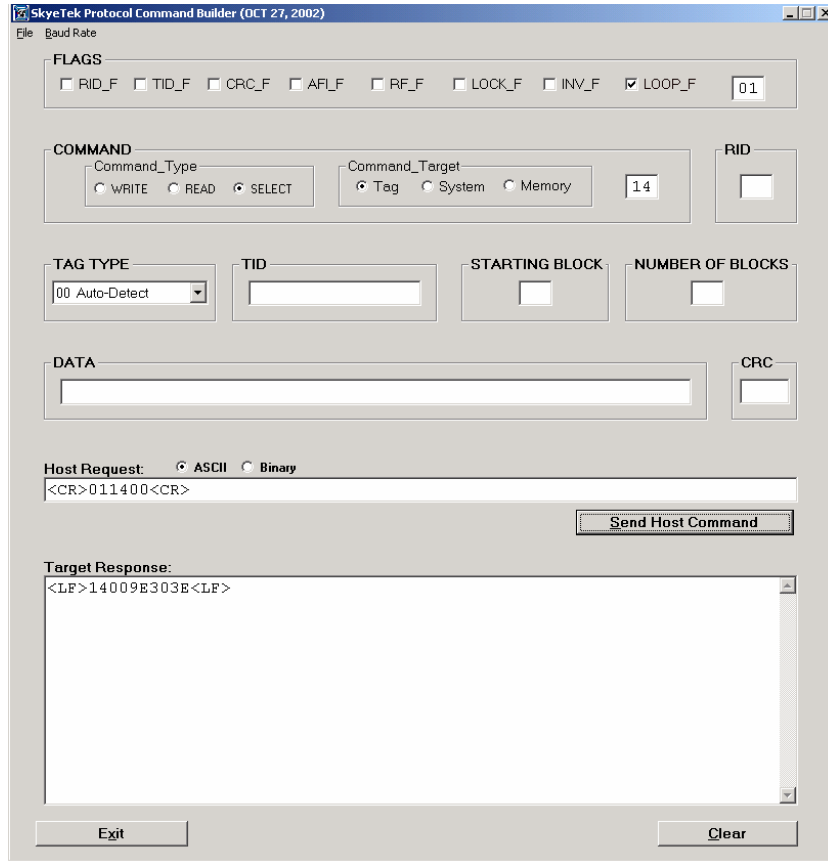 SkyeTek Protocol Command Builder (OCT 27, 2002)
File Baud Rate
FLAGS
RID_F TID_F CRC_F AFI_F RF_F LOCK_F INV_F LOOP_F 01
COMMAND RID
Command_Type Command_Target
WRITE READ SELECT Tag System Memory 14
TAG TYPE TID STARTING BLOCK NUMBER OF BLOCKS
00 Auto-Detect
DATA CRC
Host Request: ASCII Binary
<CR>011400<CR>
Send Host Command
Target Response:
<LF>14009E303E<LF>
Exit Clear